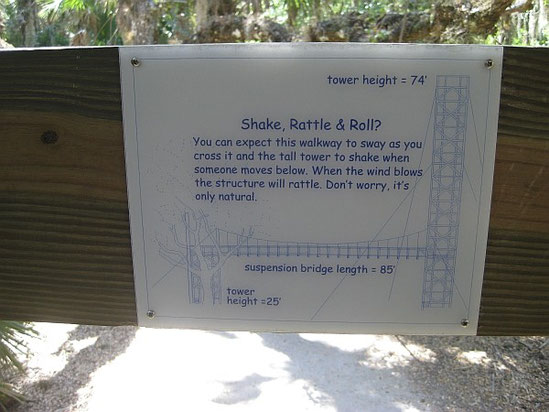 tower height = 74'
Shake, Rattle & Roll?
You can expect this walkway to sway as you
cross it and the tall tower to shake when
someone moves below. When the wind blows
the structure will rattle. Don't worry, it's
only natural.
suspension bridge length = 85'
tower
height =25'